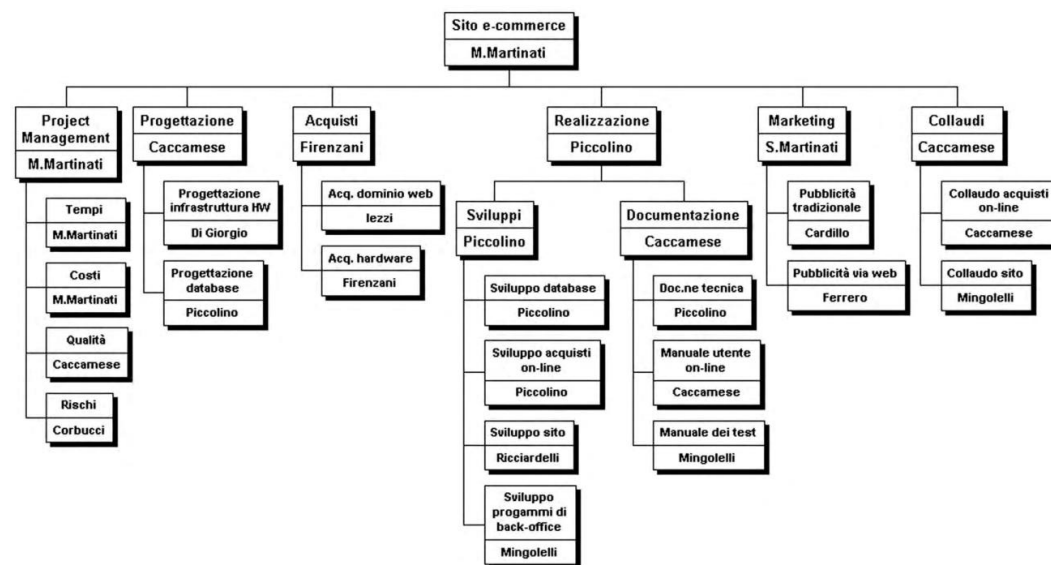 Sito e-commerce
M.Martinati
Project
Management
M.Martinati
Tempi
M.Martinati
Costi
M.Martinati
Qualità
Caccamese
Rischi
Corbucci
Progettazione
Caccamese
Progettazione
infrastruttura HW
Di Giorgio
Progettazione
database
Piccolino
Acquisti
Firenzani
Acq. dominio web
Iezzi
Acq. hardware
Firenzani
Realizzazione
Piccolino
Sviluppi
Piccolino
Sviluppo database
Piccolino
Sviluppo acquisti
on-line
Piccolino
Sviluppo sito
Ricciardelli
Sviluppo
progammi di
back-office
Mingolelli
Documentazione
Caccamese
Doc.ne tecnica
Piccolino
Manuale utente
on-line
Caccamese
Manuale dei test
Mingolelli
Marketing
S.Martinati
Pubblicità
tradizionale
Cardillo
Pubblicità via web
Ferrero
Collaudi
Caccamese
Collaudo acquisti
on-line
Caccamese
Collaudo sito
Mingolelli